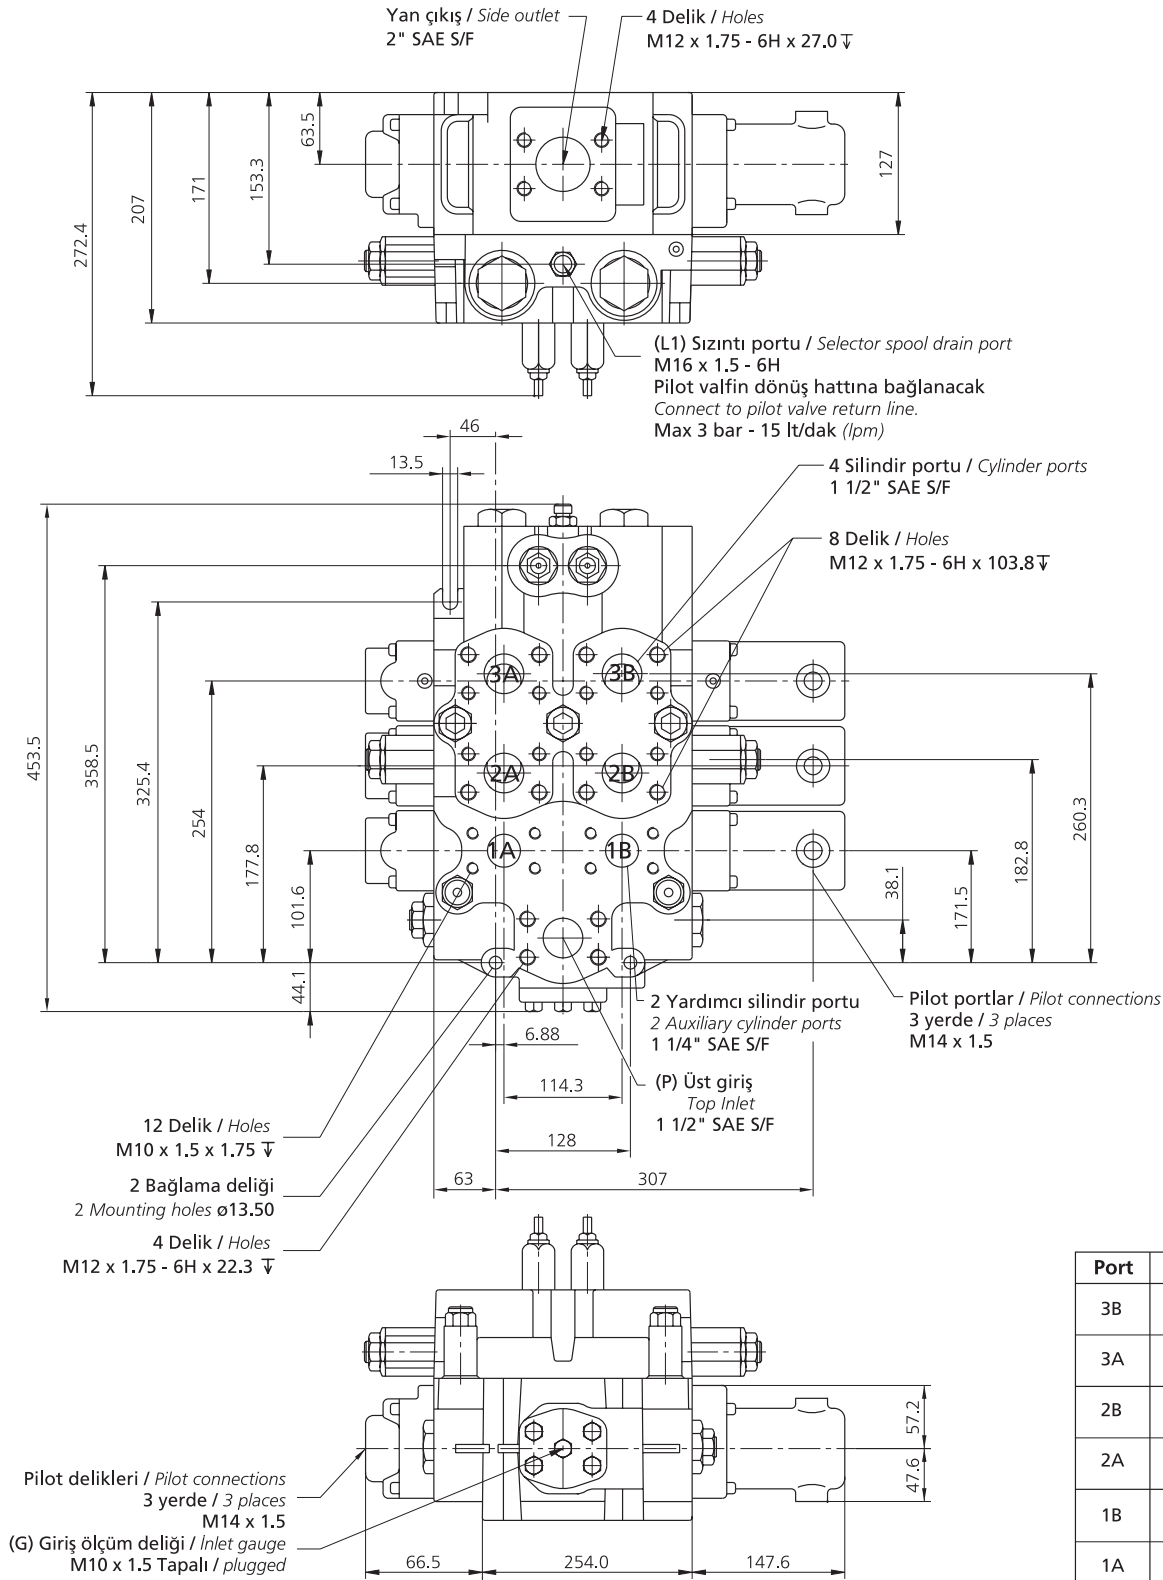 Yan çıkış / Side outlet
2" SAE S/F
4 Delik / Holes
M12 x 1.75 - 6H x 27.0 ↧
63.5
153.3
171
207
272.4
127
(L1) Sızıntı portu / Selector spool drain port
M16 x 1.5 - 6H
Pilot valfin dönüş hattına bağlanacak
Connect to pilot valve return line.
Max 3 bar - 15 lt/dak (lpm)
46
13.5
4 Silindir portu / Cylinder ports
1 1/2" SAE S/F
8 Delik / Holes
M12 x 1.75 - 6H x 103.8 ↧
3A
3B
2A
2B
1A
1B
453.5
358.5
325.4
254
177.8
101.6
44.1
38.1
171.5
182.8
260.3
6.88
114.3
128
63
307
2 Yardımcı silindir portu
2 Auxiliary cylinder ports
1 1/4" SAE S/F
(P) Üst giriş
Top Inlet
1 1/2" SAE S/F
Pilot portlar / Pilot connections
3 yerde / 3 places
M14 x 1.5
12 Delik / Holes
M10 x 1.5 x 1.75 ↧
2 Bağlama deliği
2 Mounting holes ø13.50
4 Delik / Holes
M12 x 1.75 - 6H x 22.3 ↧
57.2
47.6
Pilot delikleri / Pilot connections
3 yerde / 3 places
M14 x 1.5
(G) Giriş ölçüm deliği / Inlet gauge
M10 x 1.5 Tapalı / plugged
66.5
254.0
147.6
Port
3B
3A
2B
2A
1B
1A